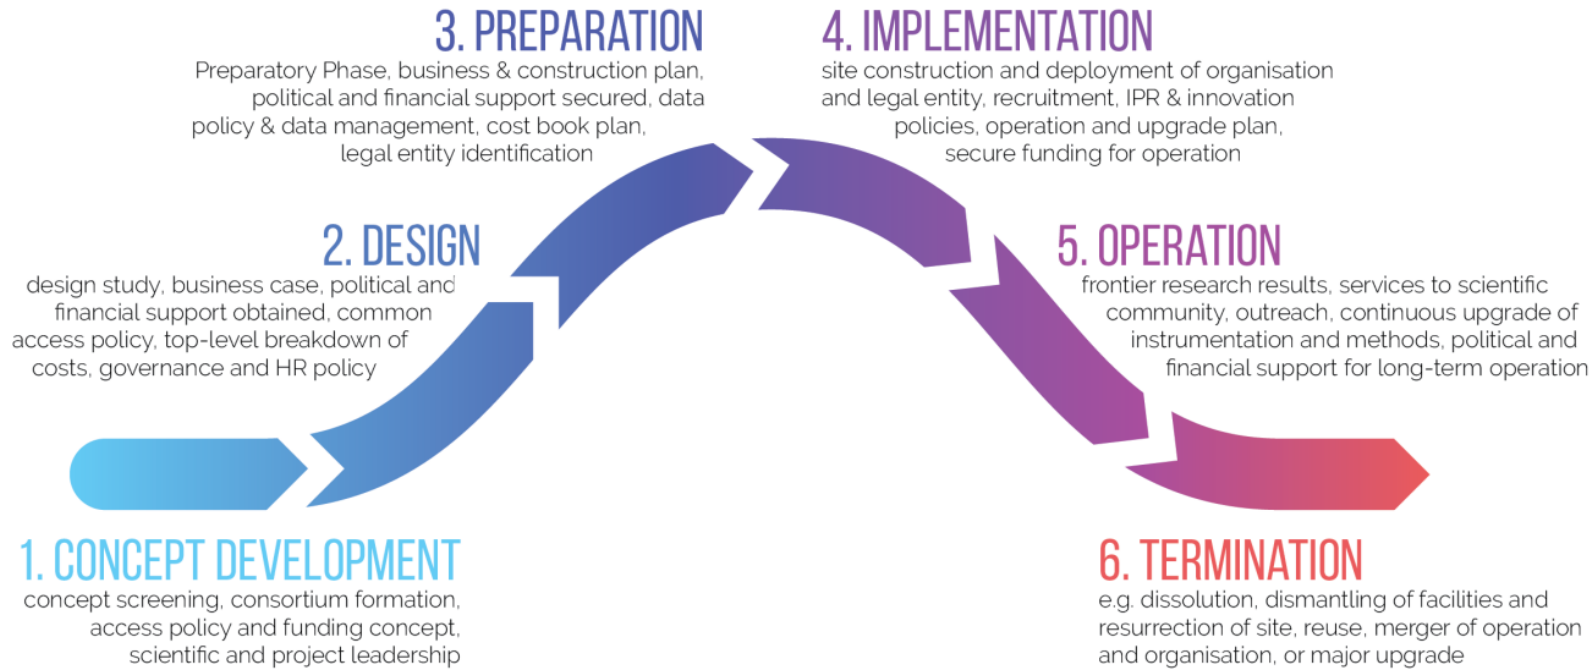 1. CONCEPT DEVELOPMENT
concept screening, consortium formation,
access policy and funding concept,
scientific and project leadership
2. DESIGN
design study, business case, political and
financial support obtained, common
access policy, top-level breakdown of
costs, governance and HR policy
3. PREPARATION
Preparatory Phase, business & construction plan,
political and financial support secured, data
policy & data management, cost book plan,
legal entity identification
4. IMPLEMENTATION
site construction and deployment of organisation
and legal entity, recruitment, IPR & innovation
policies, operation and upgrade plan,
secure funding for operation
5. OPERATION
frontier research results, services to scientific
community, outreach, continuous upgrade of
instrumentation and methods, political and
financial support for long-term operation
6. TERMINATION
e.g. dissolution, dismantling of facilities and
resurrection of site, reuse, merger of operation
and organisation, or major upgrade